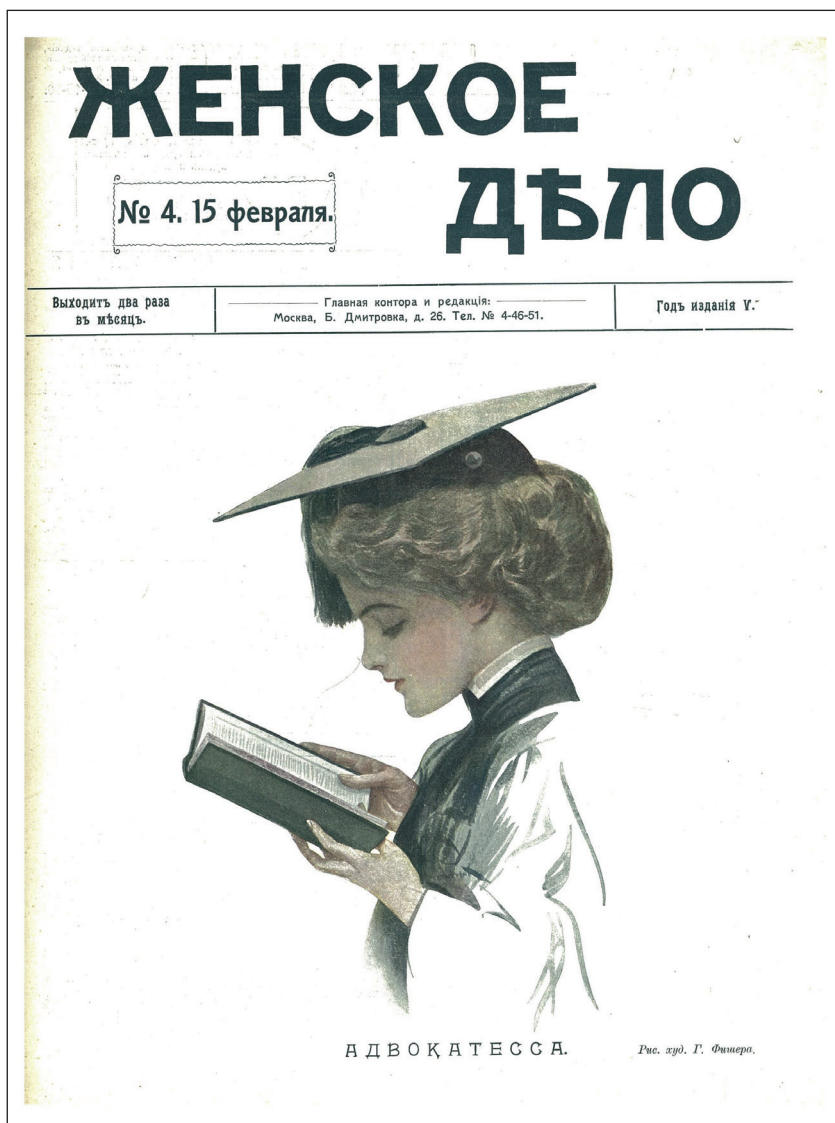 ЖЕНСКОЕ
ДѢЛО
№ 4. 15 февраля.
Выходитъ два раза
въ мѣсяцъ.
Главная контора и редакція:
Москва, Б. Дмитровка, д. 26. Тел. № 4-46-51.
Годъ изданія V.
АДВОКАТЕССА.
Рис. худ. Г. Фишера.